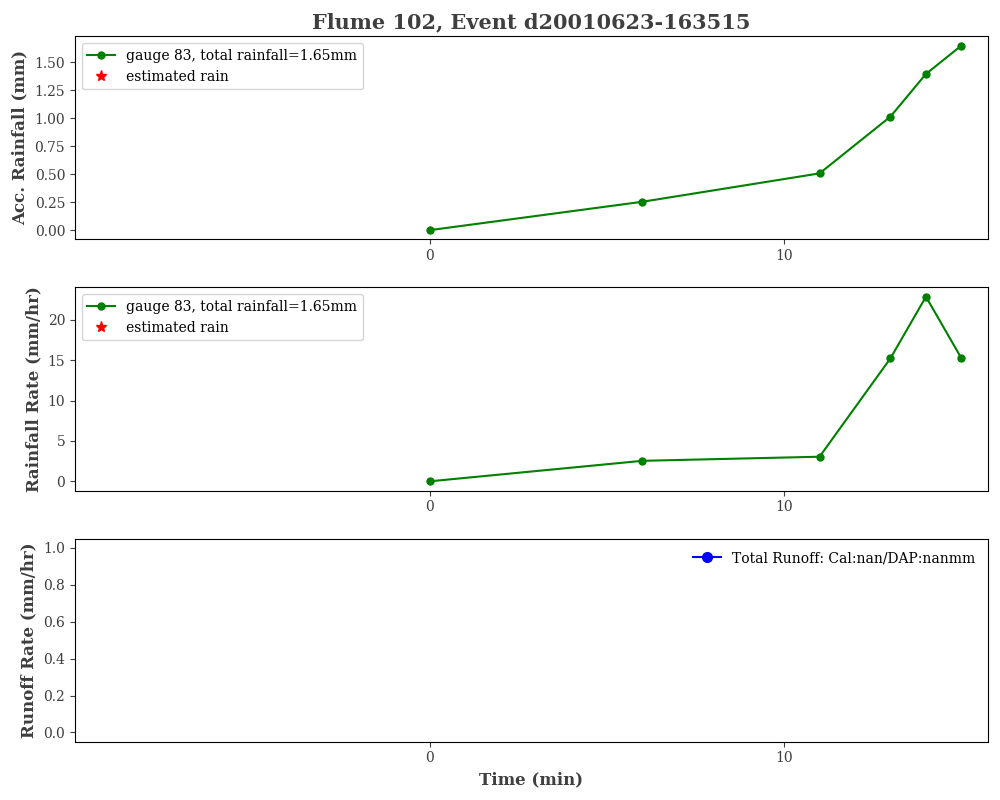 Flume 102, Event d20010623-163515
gauge 83, total rainfall=1.65mm
estimated rain
Acc. Rainfall (mm)
1.50
1.25
1.00
0.75
0.50
0.25
0.00
0
10
gauge 83, total rainfall=1.65mm
estimated rain
Rainfall Rate (mm/hr)
20
15
10
5
0
0
10
Total Runoff: Cal:nan/DAP:nanmm
Runoff Rate (mm/hr)
1.0
0.8
0.6
0.4
0.2
0.0
0
10
Time (min)